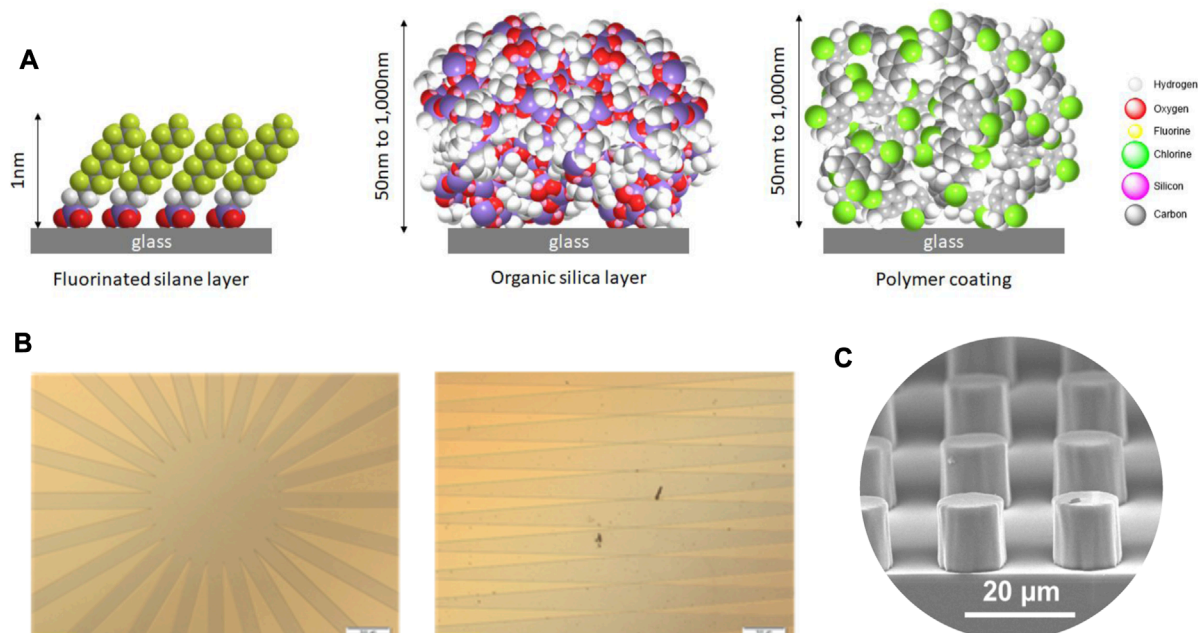 A
1nm
glass
Fluorinated silane layer
50nm to 1,000nm
glass
Organic silica layer
50nm to 1,000nm
glass
Polymer coating
Hydrogen
Oxygen
Fluorine
Chlorine
Silicon
Carbon
B
C
20 µm